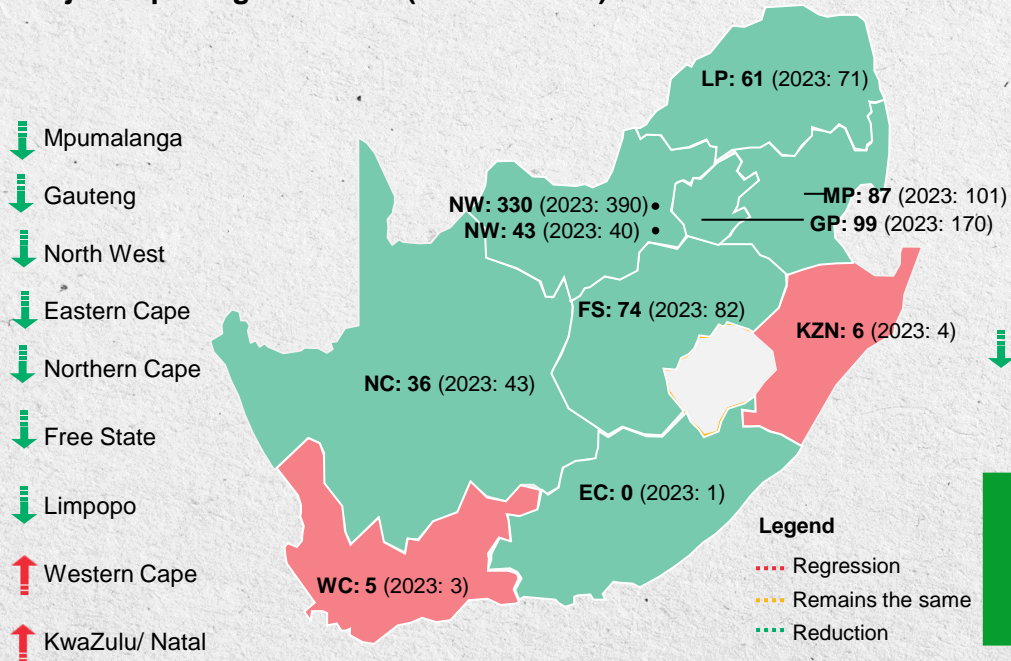 Mpumalanga
Gauteng
North West
Eastern Cape
Northern Cape
Free State
Limpopo
Western Cape
KwaZulu/ Natal
LP: 61 (2023: 71)
NW: 330 (2023: 390)
NW: 43 (2023: 40)
MP: 87 (2023: 101)
GP: 99 (2023: 170)
FS: 74 (2023: 82)
KZN: 6 (2023: 4)
NC: 36 (2023: 43)
EC: 0 (2023: 1)
WC: 5 (2023: 3)
Legend
Regression
Remains the same
Reduction